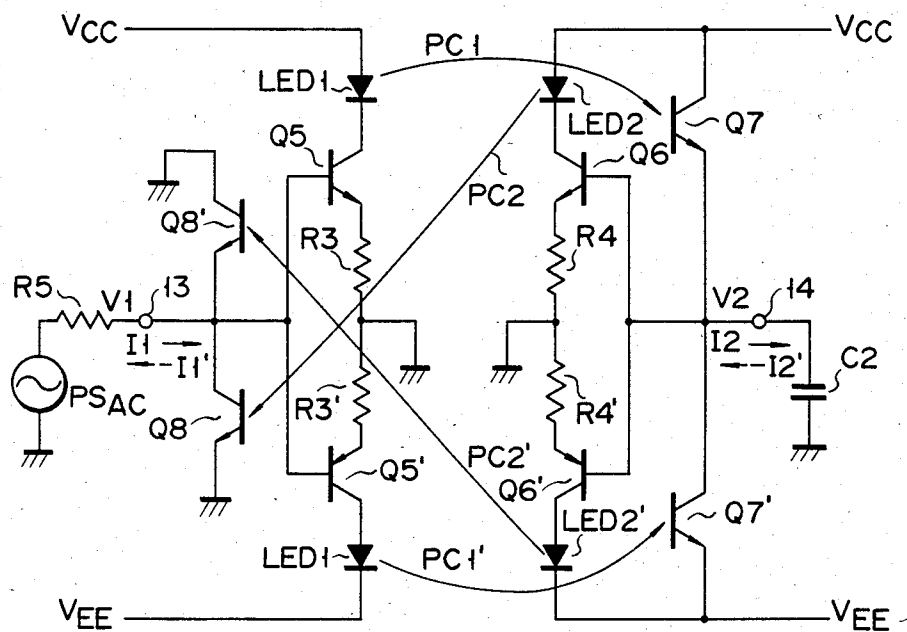 VCC
VCC
PC1
LED1
LED2
Q7
Q5
Q6
PC2
Q8'
R3
R4
R5
V1
13
V2
14
I1
I1'
I2
I2'
PSAC
C2
R3'
R4'
Q8
Q5'
PC2'
Q6'
Q7'
LED2'
LED1
PC1'
VEE
VEE